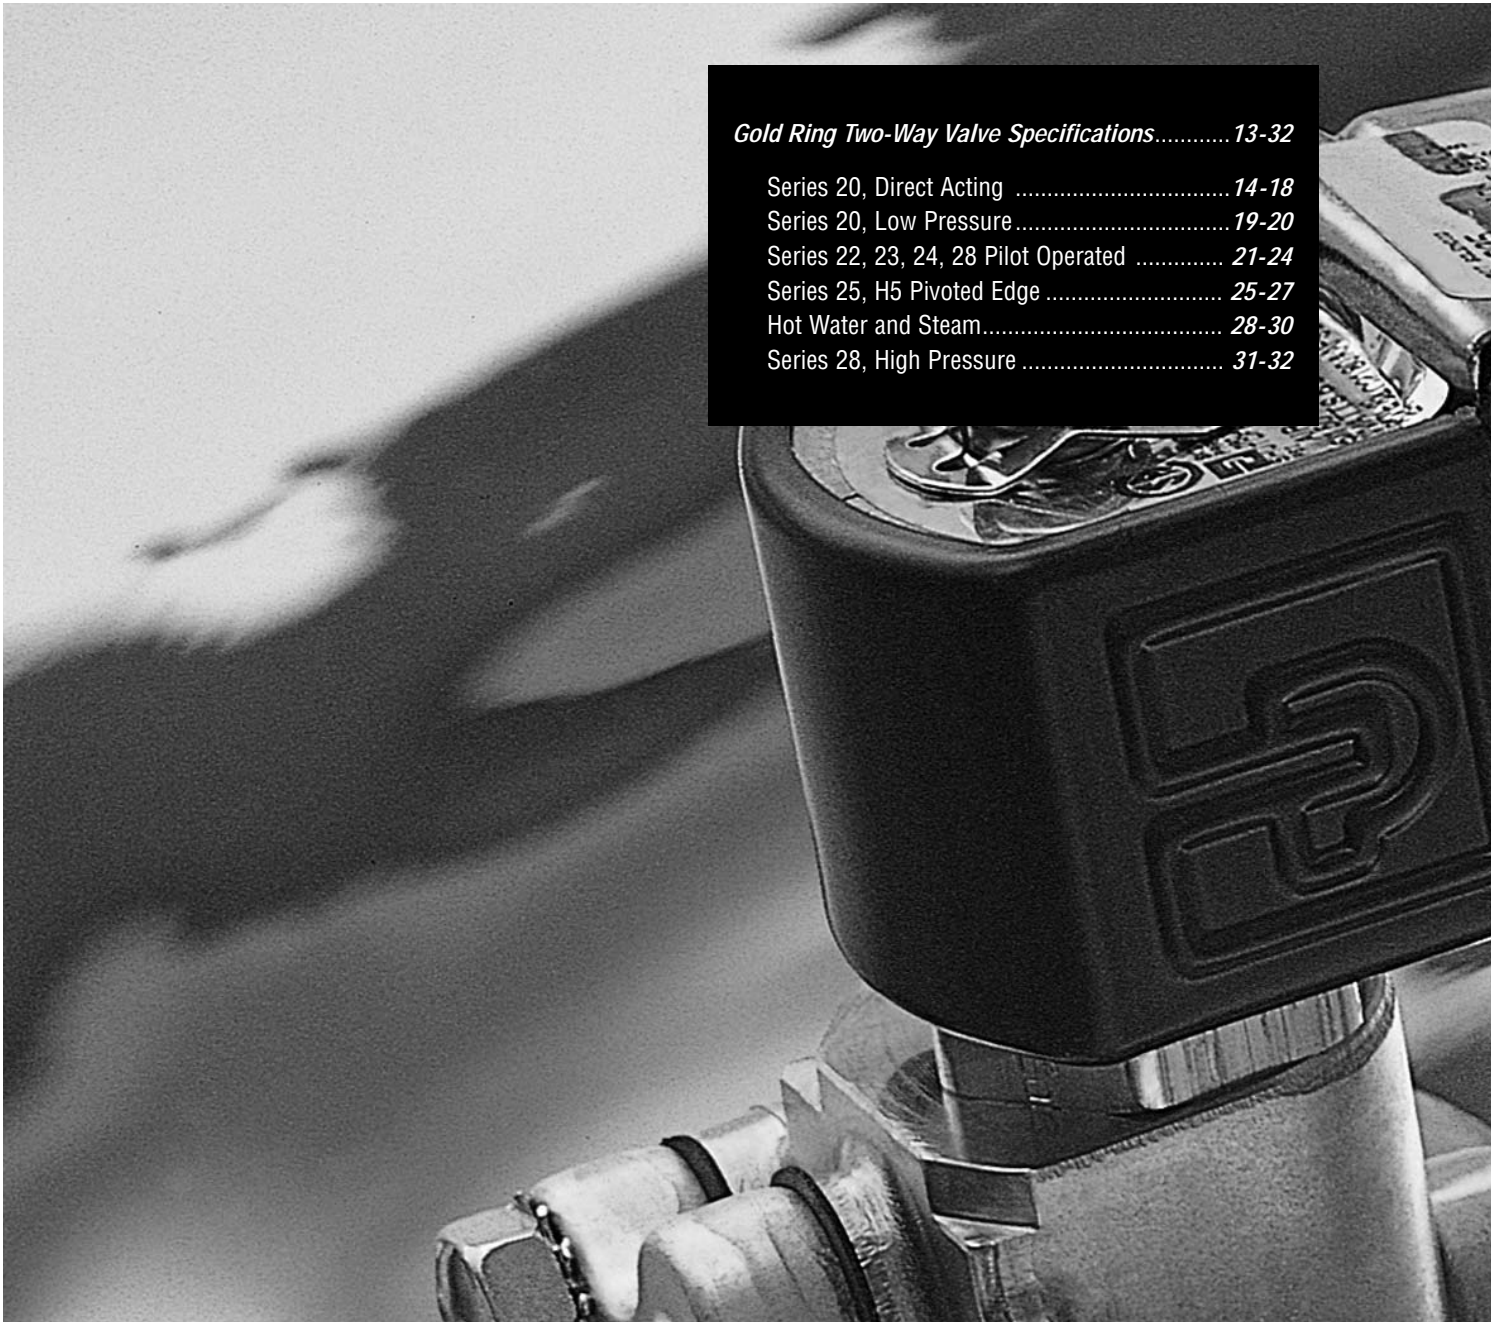 Gold Ring Two-Way Valve Specifications............13-32
Series 20, Direct Acting ..................................14-18
Series 20, Low Pressure..................................19-20
Series 22, 23, 24, 28 Pilot Operated .............. 21-24
Series 25, H5 Pivoted Edge ............................ 25-27
Hot Water and Steam...................................... 28-30
Series 28, High Pressure ................................ 31-32